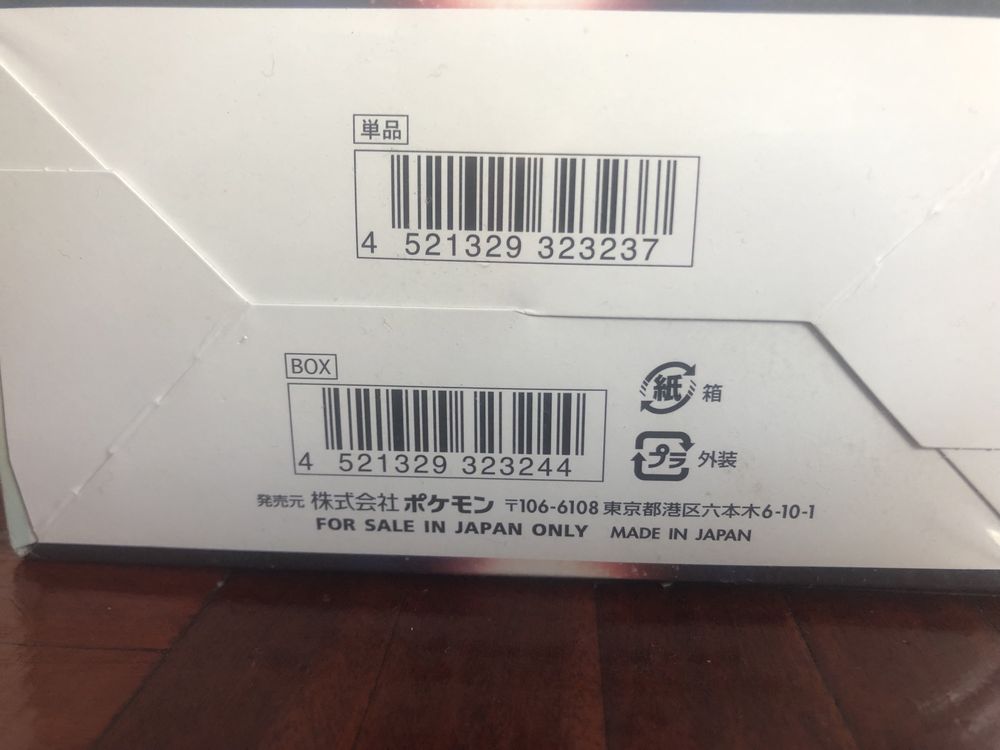 単品
4 521329 323237
BOX
4 521329 323244
紙 箱
プラ 外装
発売元 株式会社 ポケモン 〒106-6108 東京都港区六本木6-10-1
FOR SALE IN JAPAN ONLY MADE IN JAPAN